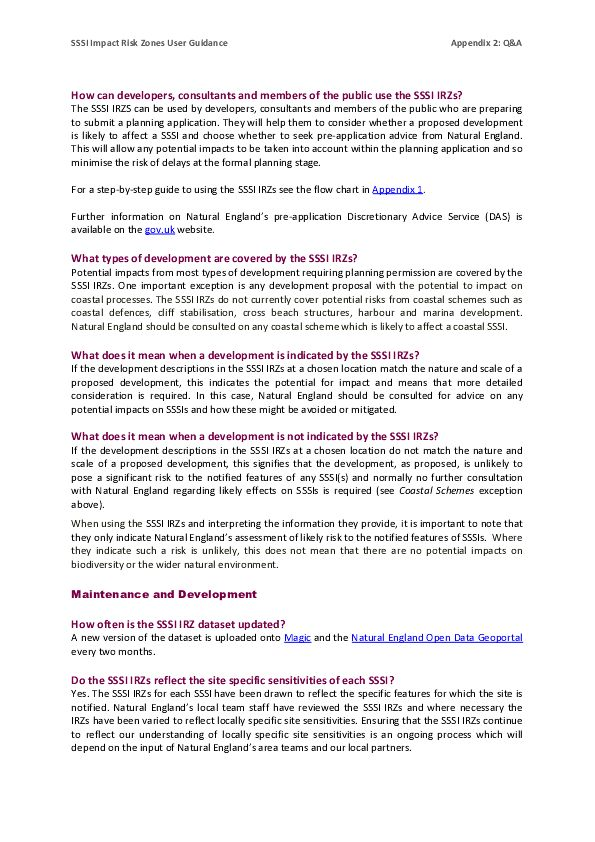 SSSI Impact Risk Zones User Guidance Appendix 2: Q&A
How can developers, consultants and members of the public use the SSSI IRZs?
The SSSI IRZS can be used by developers, consultants and members of the public who are preparing
to submit a planning application. They will help them to consider whether a proposed development
is likely to affect a SSSI and choose whether to seek pre-application advice from Natural England.
This will allow any potential impacts to be taken into account within the planning application and so
minimise the risk of delays at the formal planning stage.
For a step-by-step guide to using the SSSI IRZs see the flow chart in Appendix 1.
Further information on Natural England's pre-application Discretionary Advice Service (DAS) is
available on the gov.uk website.
What types of development are covered by the SSSI IRZs?
Potential impacts from most types of development requiring planning permission are covered by the
SSSI IRZs. One important exception is any development proposal with the potential to impact on
coastal processes. The SSSI IRZs do not currently cover potential risks from coastal schemes such as
coastal defences, cliff stabilisation, cross beach structures, harbour and marina development.
Natural England should be consulted on any coastal scheme which is likely to affect a coastal SSSI.
What does it mean when a development is indicated by the SSSI IRZs?
If the development descriptions in the SSSI IRZs at a chosen location match the nature and scale of a
proposed development, this indicates the potential for impact and means that more detailed
consideration is required. In this case, Natural England should be consulted for advice on any
potential impacts on SSSIs and how these might be avoided or mitigated.
What does it mean when a development is not indicated by the SSSI IRZs?
If the development descriptions in the SSSI IRZs at a chosen location do not match the nature and
scale of a proposed development, this signifies that the development, as proposed, is unlikely to
pose a significant risk to the notified features of any SSSI(s) and normally no further consultation
with Natural England regarding likely effects on SSSIs is required (see Coastal Schemes exception
above).
When using the SSSI IRZs and interpreting the information they provide, it is important to note that
they only indicate Natural England's assessment of likely risk to the notified features of SSSIs. Where
they indicate such a risk is unlikely, this does not mean that there are no potential impacts on
biodiversity or the wider natural environment.
Maintenance and Development
How often is the SSSI IRZ dataset updated?
A new version of the dataset is uploaded onto Magic and the Natural England Open Data Geoportal
every two months.
Do the SSSI IRZs reflect the site specific sensitivities of each SSSI?
Yes. The SSSI IRZs for each SSSI have been drawn to reflect the specific features for which the site is
notified. Natural England's local team staff have reviewed the SSSI IRZs and where necessary the
IRZs have been varied to reflect locally specific site sensitivities. Ensuring that the SSSI IRZs continue
to reflect our understanding of locally specific site sensitivities is an ongoing process which will
depend on the input of Natural England's area teams and our local partners.